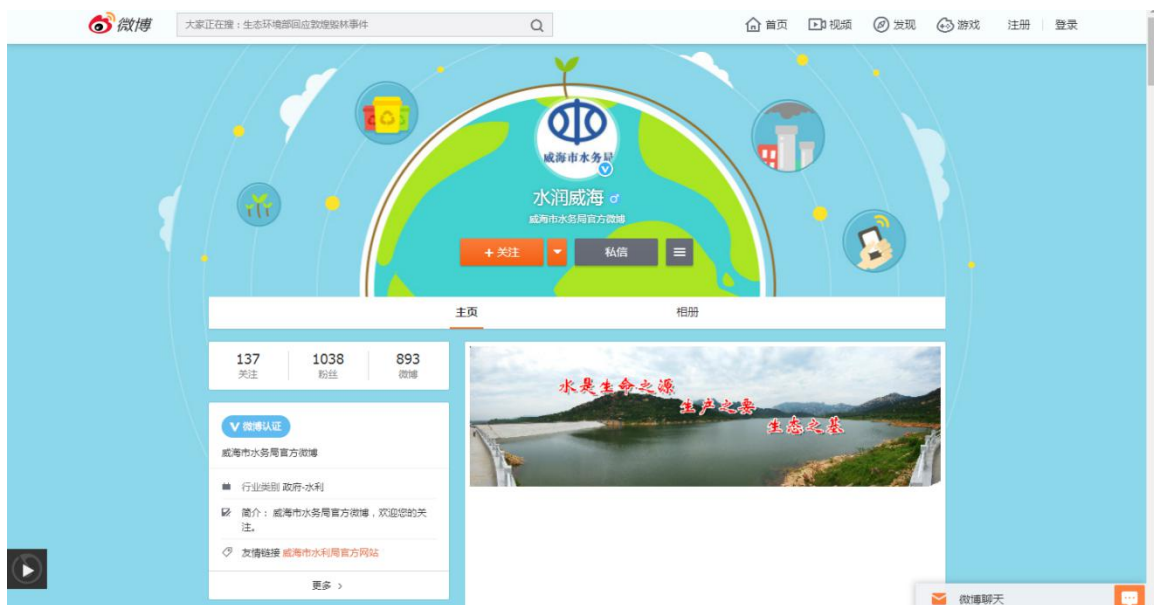 微博
大家正在搜：生态环境部回应敦煌毁林事件
首页
视频
发现
游戏
注册
登录
威海市水务局
水润威海
威海市水务局官方微博
+ 关注
私信
主页
相册
137
1038
893
关注
粉丝
微博
水是生命之源
生产之要
生态之基
V 微博认证
威海市水务局官方微博
行业类别 政府-水利
简介： 威海市水务局官方微博，欢迎您的关
注。
友情链接 威海市水利局官方网站
更多 >
微博聊天